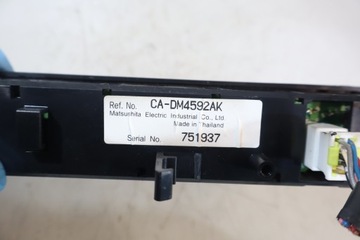 Ref. No. CA-DM4592AK
Matsushita Electric Industrial Co., Ltd
Made in Thailand
Serial No. 751937